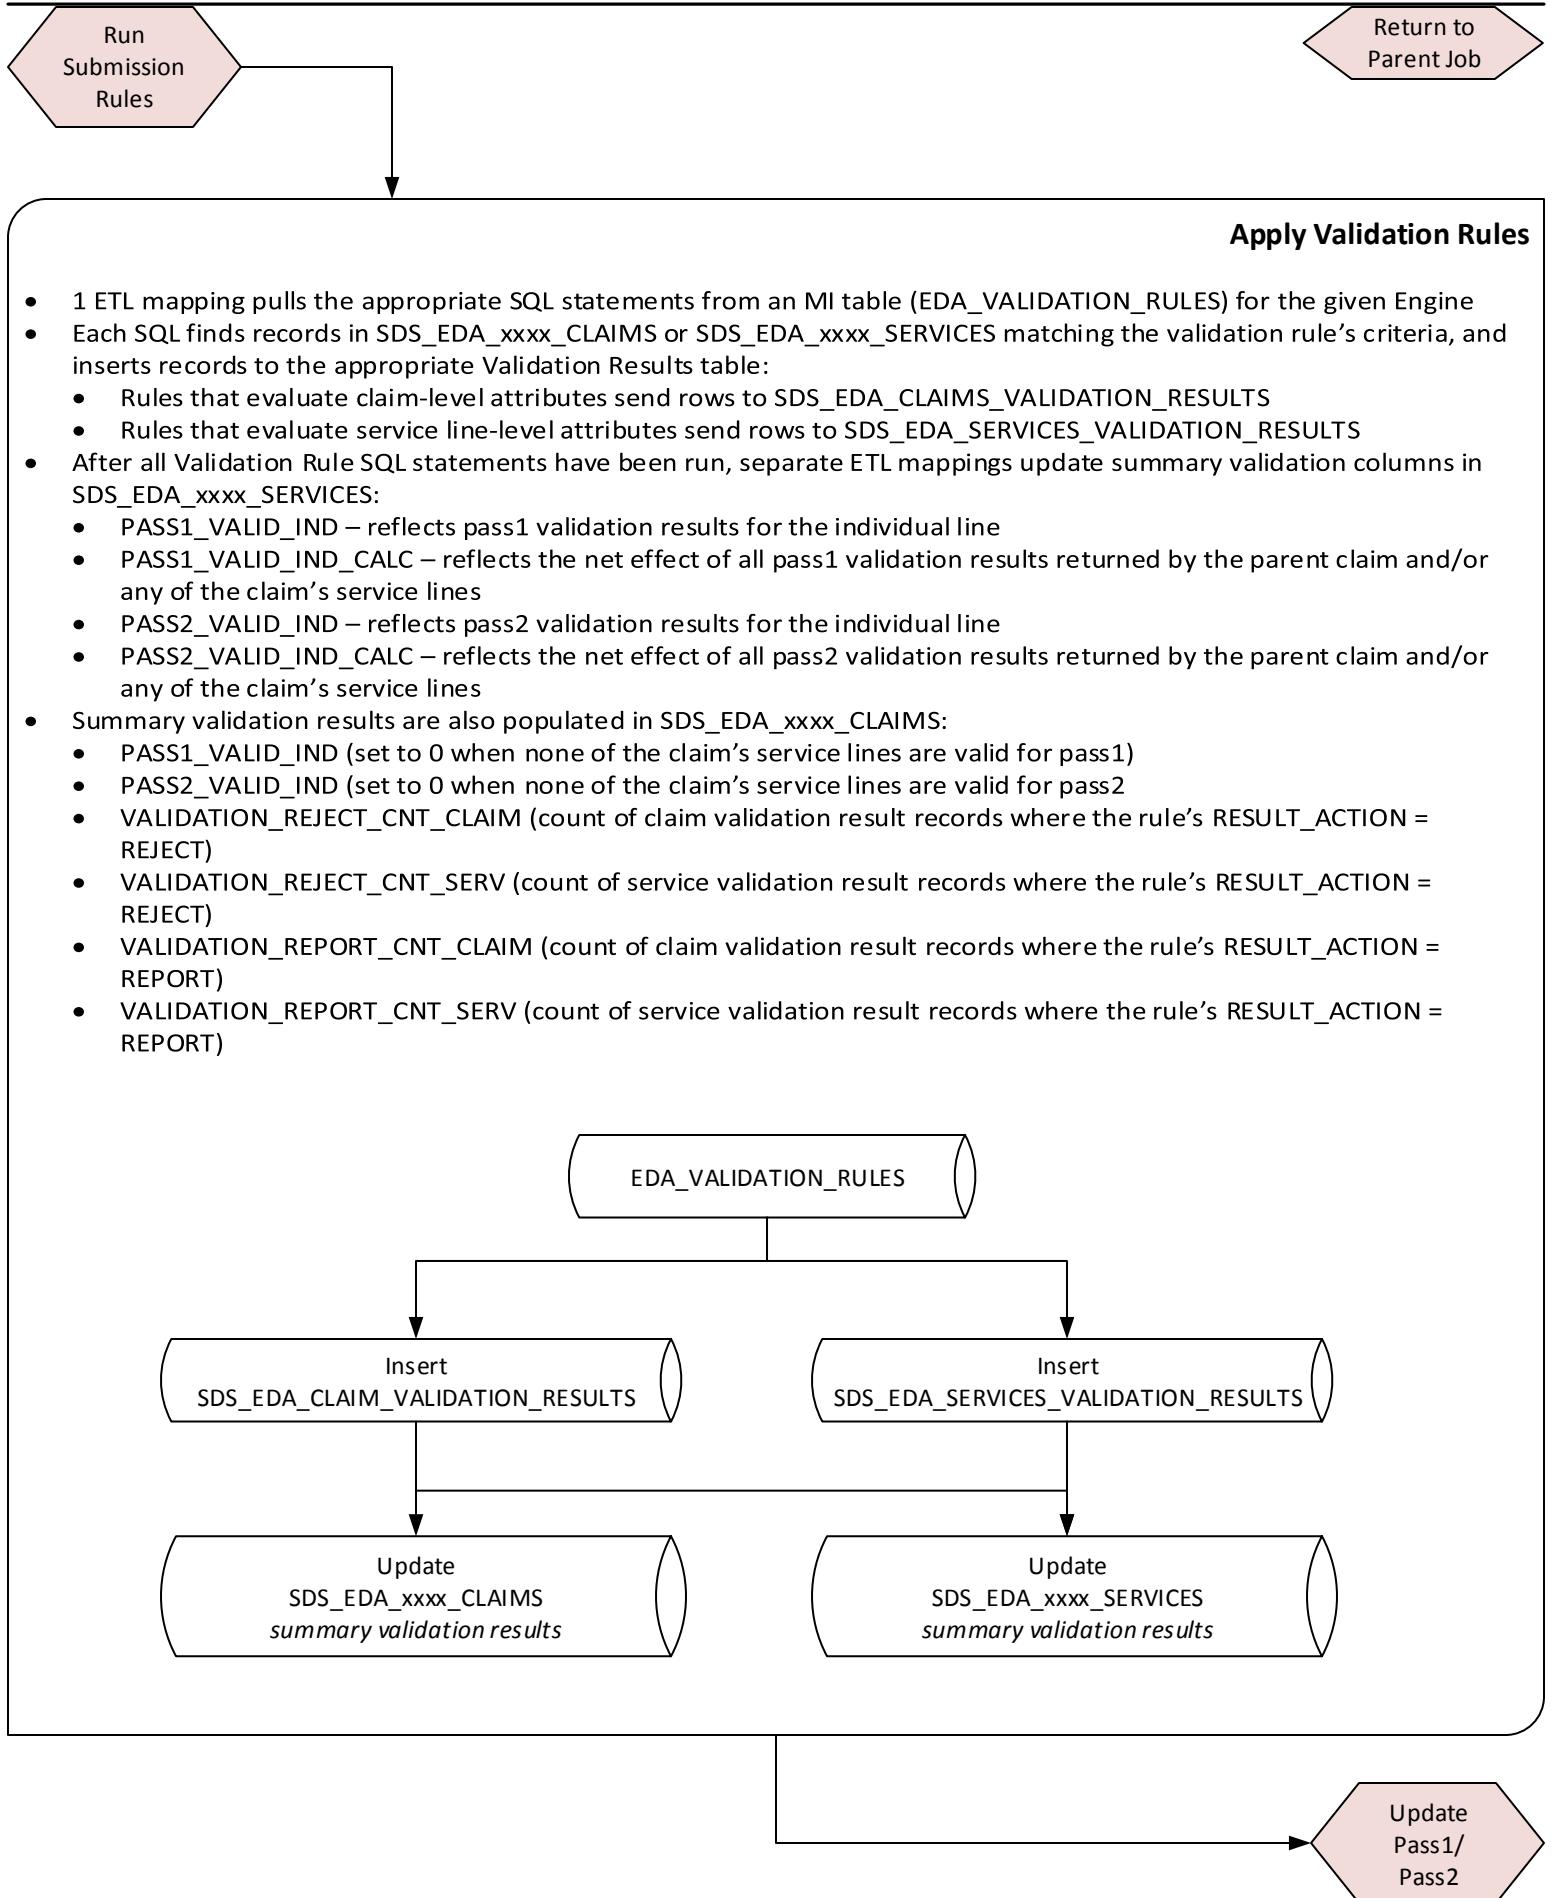 Run
Submission
Rules
Return to
Parent Job
Apply Validation Rules
• 1 ETL mapping pulls the appropriate SQL statements from an MI table (EDA_VALIDATION_RULES) for the given Engine
• Each SQL finds records in SDS_EDA_xxxx_CLAIMS or SDS_EDA_xxxx_SERVICES matching the validation rule’s criteria, and
inserts records to the appropriate Validation Results table:
• Rules that evaluate claim-level attributes send rows to SDS_EDA_CLAIMS_VALIDATION_RESULTS
• Rules that evaluate service line-level attributes send rows to SDS_EDA_SERVICES_VALIDATION_RESULTS
• After all Validation Rule SQL statements have been run, separate ETL mappings update summary validation columns in
SDS_EDA_xxxx_SERVICES:
• PASS1_VALID_IND – reflects pass1 validation results for the individual line
• PASS1_VALID_IND_CALC – reflects the net effect of all pass1 validation results returned by the parent claim and/or
any of the claim’s service lines
• PASS2_VALID_IND – reflects pass2 validation results for the individual line
• PASS2_VALID_IND_CALC – reflects the net effect of all pass2 validation results returned by the parent claim and/or
any of the claim’s service lines
• Summary validation results are also populated in SDS_EDA_xxxx_CLAIMS:
• PASS1_VALID_IND (set to 0 when none of the claim’s service lines are valid for pass1)
• PASS2_VALID_IND (set to 0 when none of the claim’s service lines are valid for pass2
• VALIDATION_REJECT_CNT_CLAIM (count of claim validation result records where the rule’s RESULT_ACTION =
REJECT)
• VALIDATION_REJECT_CNT_SERV (count of service validation result records where the rule’s RESULT_ACTION =
REJECT)
• VALIDATION_REPORT_CNT_CLAIM (count of claim validation result records where the rule’s RESULT_ACTION =
REPORT)
• VALIDATION_REPORT_CNT_SERV (count of service validation result records where the rule’s RESULT_ACTION =
REPORT)
EDA_VALIDATION_RULES
Insert
SDS_EDA_CLAIM_VALIDATION_RESULTS
Insert
SDS_EDA_SERVICES_VALIDATION_RESULTS
Update
SDS_EDA_xxxx_CLAIMS
summary validation results
Update
SDS_EDA_xxxx_SERVICES
summary validation results
Update
Pass1/
Pass2